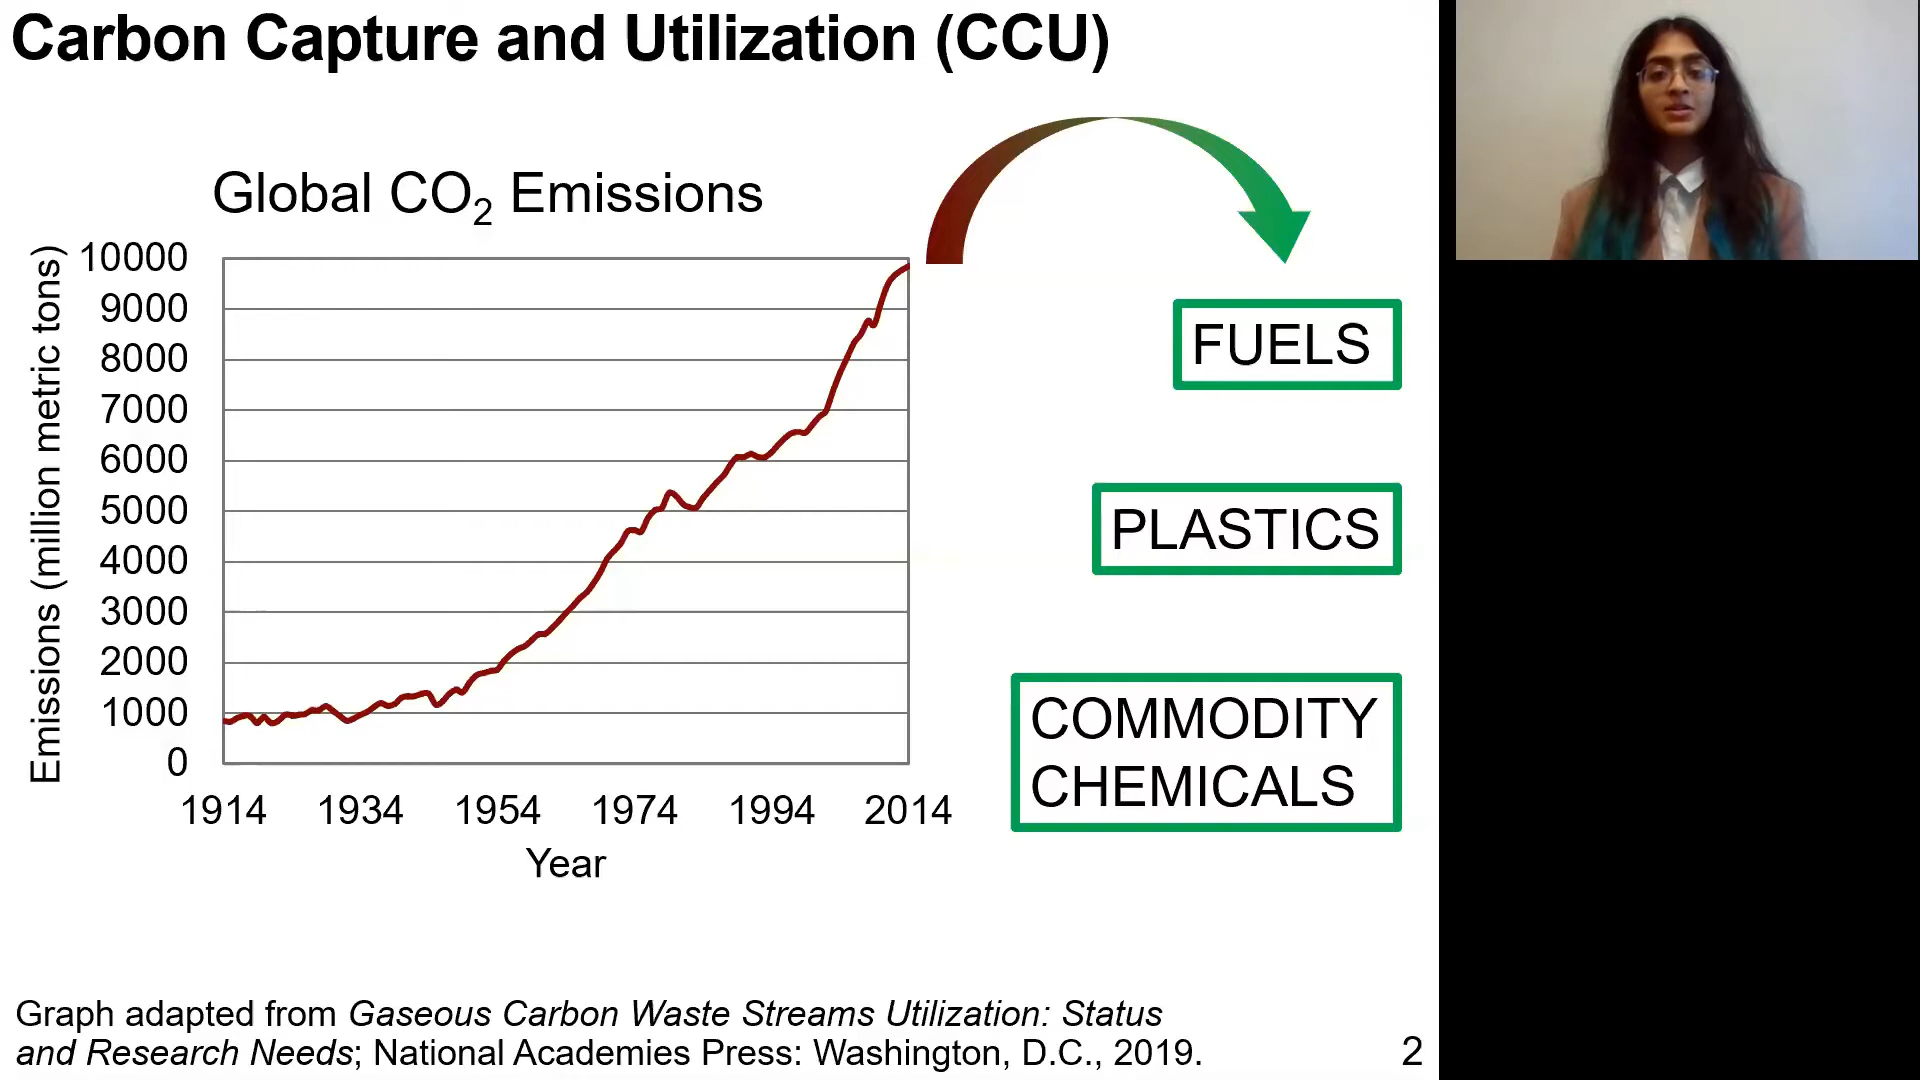 Carbon Capture and Utilization (CCU)
Global CO₂ Emissions
Emissions (million metric tons)
10000
9000
8000
7000
6000
5000
4000
3000
2000
1000
0
1914 1934 1954 1974 1994 2014
Year
FUELS
PLASTICS
COMMODITY
CHEMICALS
Graph adapted from Gaseous Carbon Waste Streams Utilization: Status
and Research Needs; National Academies Press: Washington, D.C., 2019.
2